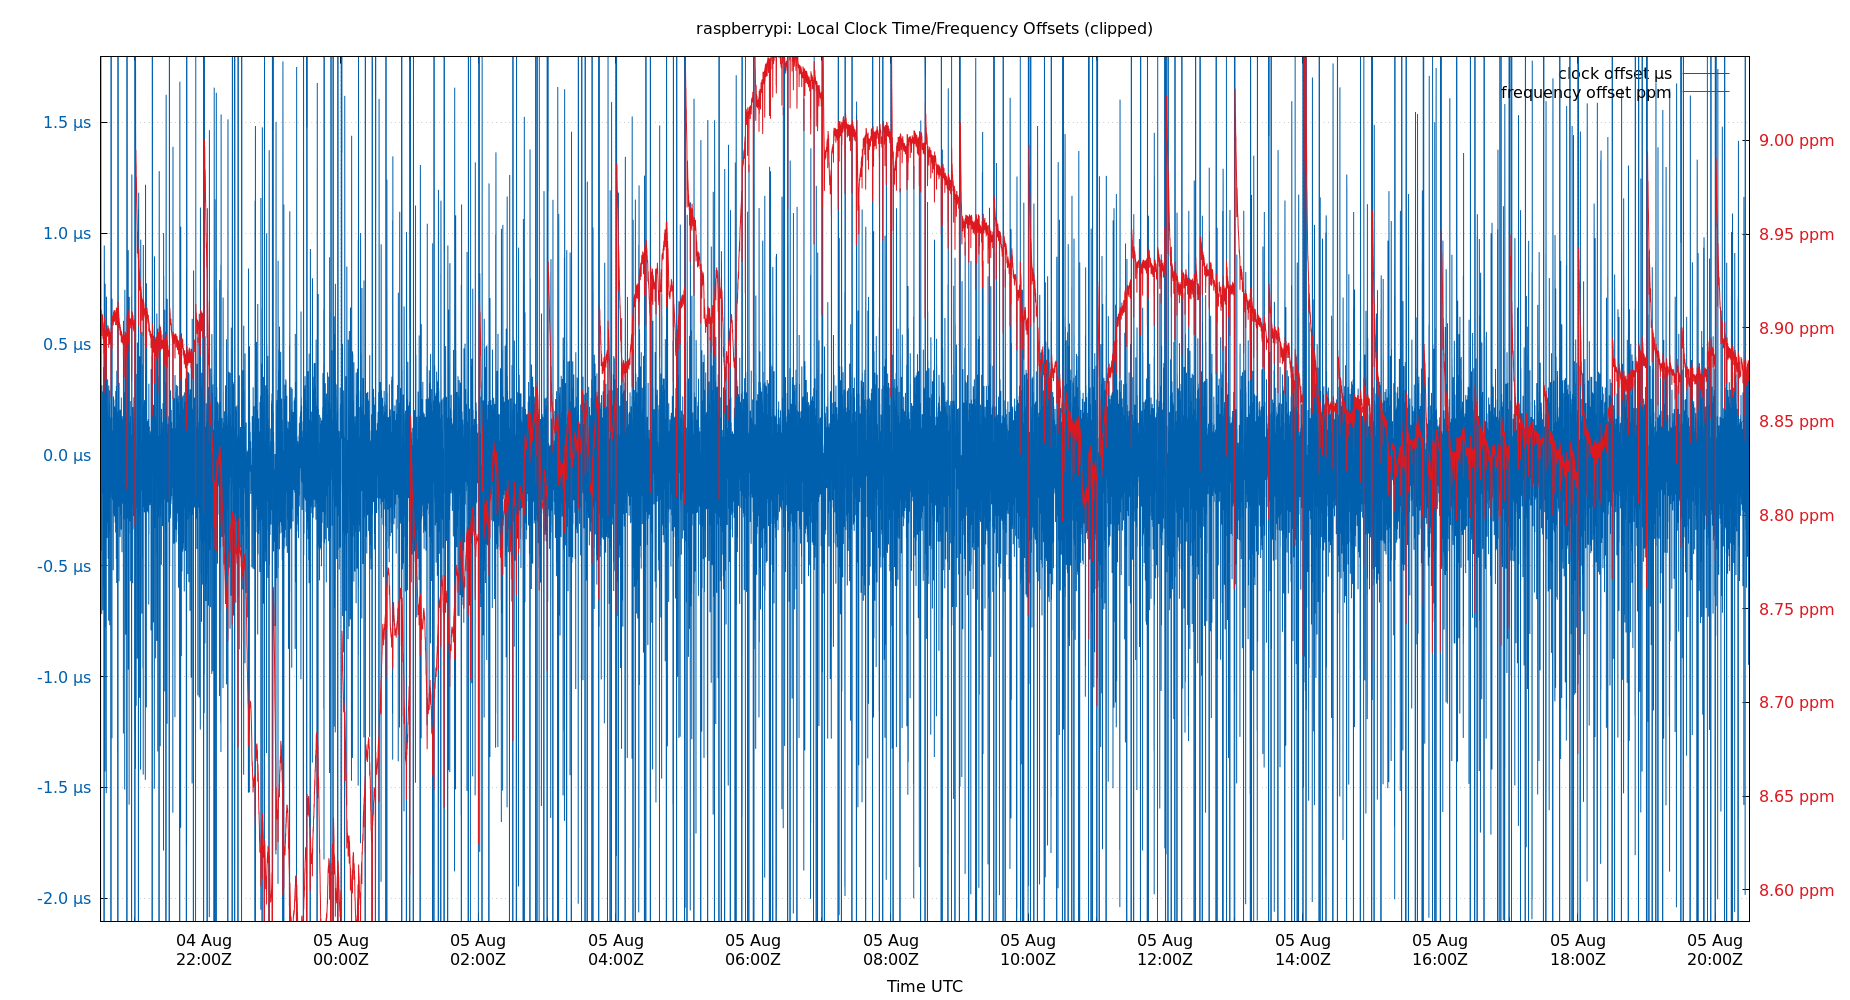 raspberrypi: Local Clock Time/Frequency Offsets (clipped)
clock offset µs
frequency offset ppm
1.5 µs
1.0 µs
0.5 µs
0.0 µs
-0.5 µs
-1.0 µs
-1.5 µs
-2.0 µs
9.00 ppm
8.95 ppm
8.90 ppm
8.85 ppm
8.80 ppm
8.75 ppm
8.70 ppm
8.65 ppm
8.60 ppm
04 Aug 05 Aug 05 Aug 05 Aug 05 Aug 05 Aug 05 Aug 05 Aug 05 Aug 05 Aug 05 Aug 05 Aug
22:00Z 00:00Z 02:00Z 04:00Z 06:00Z 08:00Z 10:00Z 12:00Z 14:00Z 16:00Z 18:00Z 20:00Z
Time UTC